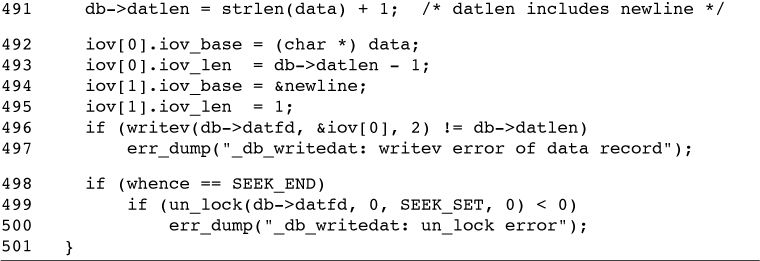 491 db->datlen = strlen(data) + 1; /* datlen includes newline */
492 iov[0].iov_base = (char *) data;
493 iov[0].iov_len  = db->datlen - 1;
494 iov[1].iov_base = &newline;
495 iov[1].iov_len  = 1;
496 if (writev(db->datfd, &iov[0], 2) != db->datlen)
497 err_dump("_db_writedat: writev error of data record");
498 if (whence == SEEK_END)
499 if (un_lock(db->datfd, 0, SEEK_SET, 0) < 0)
500 err_dump("_db_writedat: un_lock error");
501 }